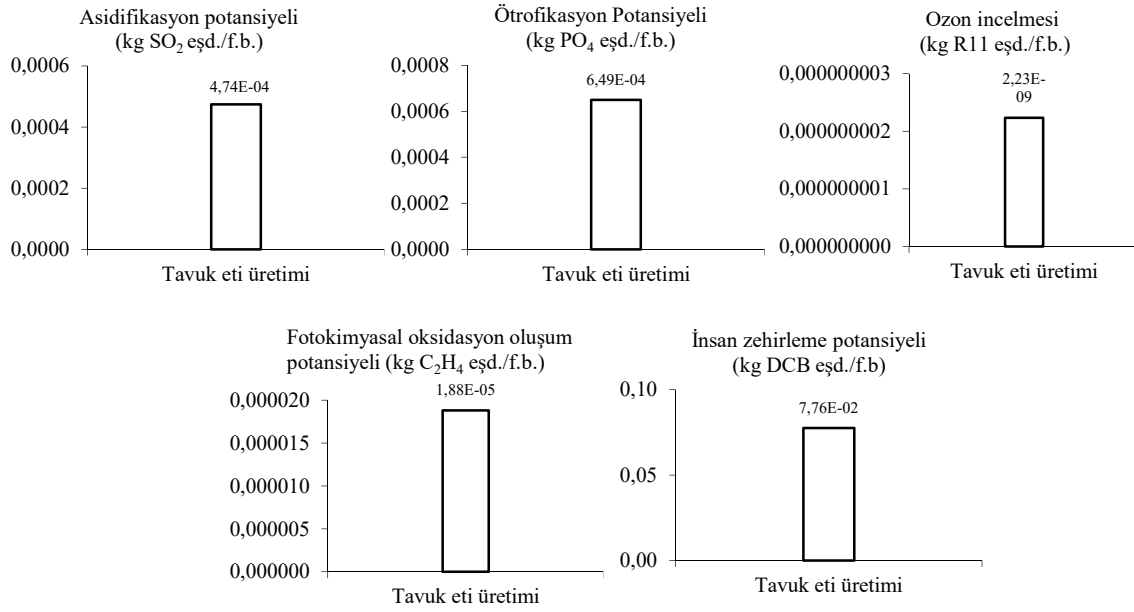 Asidifikasyon potansiyeli
(kg SO₂ eşd./f.b.)
0,0006
0,0004
0,0002
0,0000
4,74E-04
Tavuk eti üretimi
Ötrofikasyon Potansiyeli
(kg PO₄ eşd./f.b.)
0,0008
0,0006
0,0004
0,0002
0,0000
6,49E-04
Tavuk eti üretimi
Ozon incelmesi
(kg R11 eşd./f.b.)
0,000000003
0,000000002
0,000000001
0,000000000
2,23E-
09
Tavuk eti üretimi
Fotokimyasal oksidasyon oluşum
potansiyeli (kg C₂H₄ eşd./f.b.)
0,000020
0,000015
0,000010
0,000005
0,000000
1,88E-05
Tavuk eti üretimi
İnsan zehirleme potansiyeli
(kg DCB eşd./f.b)
0,10
0,05
0,00
7,76E-02
Tavuk eti üretimi